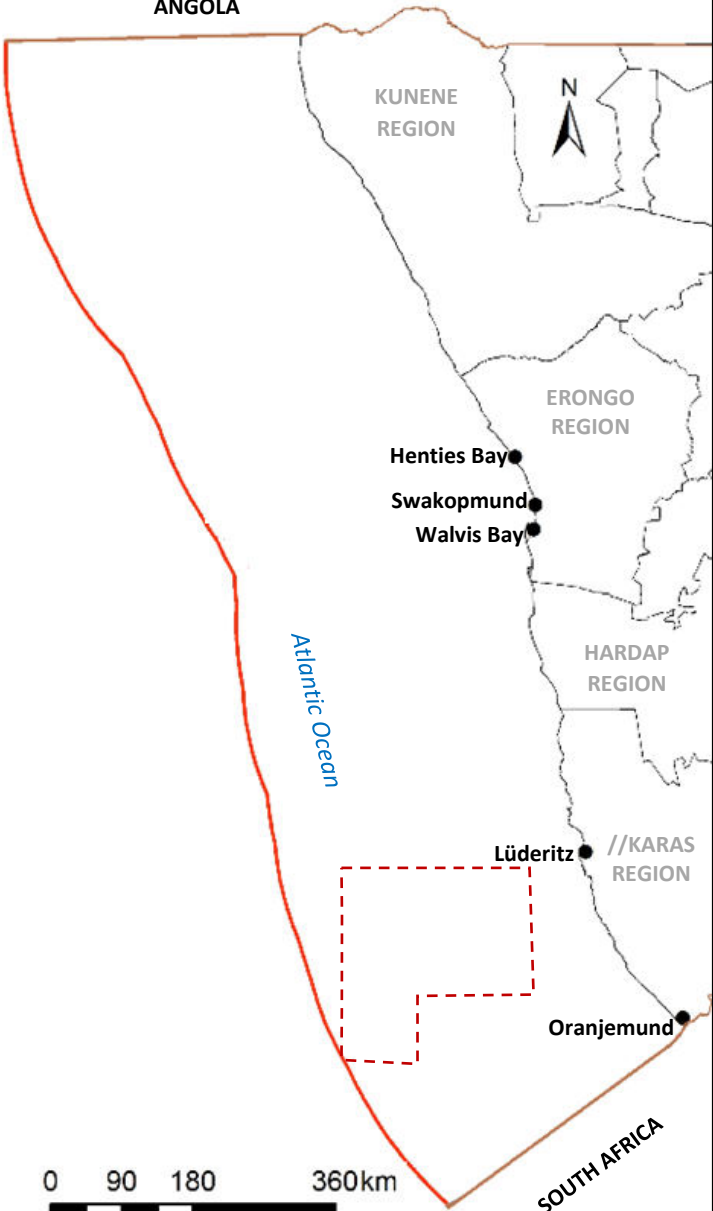 ANGOLA
KUNENE
REGION
N
ERONGO
REGION
Henties Bay
Swakopmund
Walvis Bay
HARDAP
REGION
Atlantic Ocean
Lüderitz
//KARAS
REGION
Oranjemund
SOUTH AFRICA
0 90 180 360km